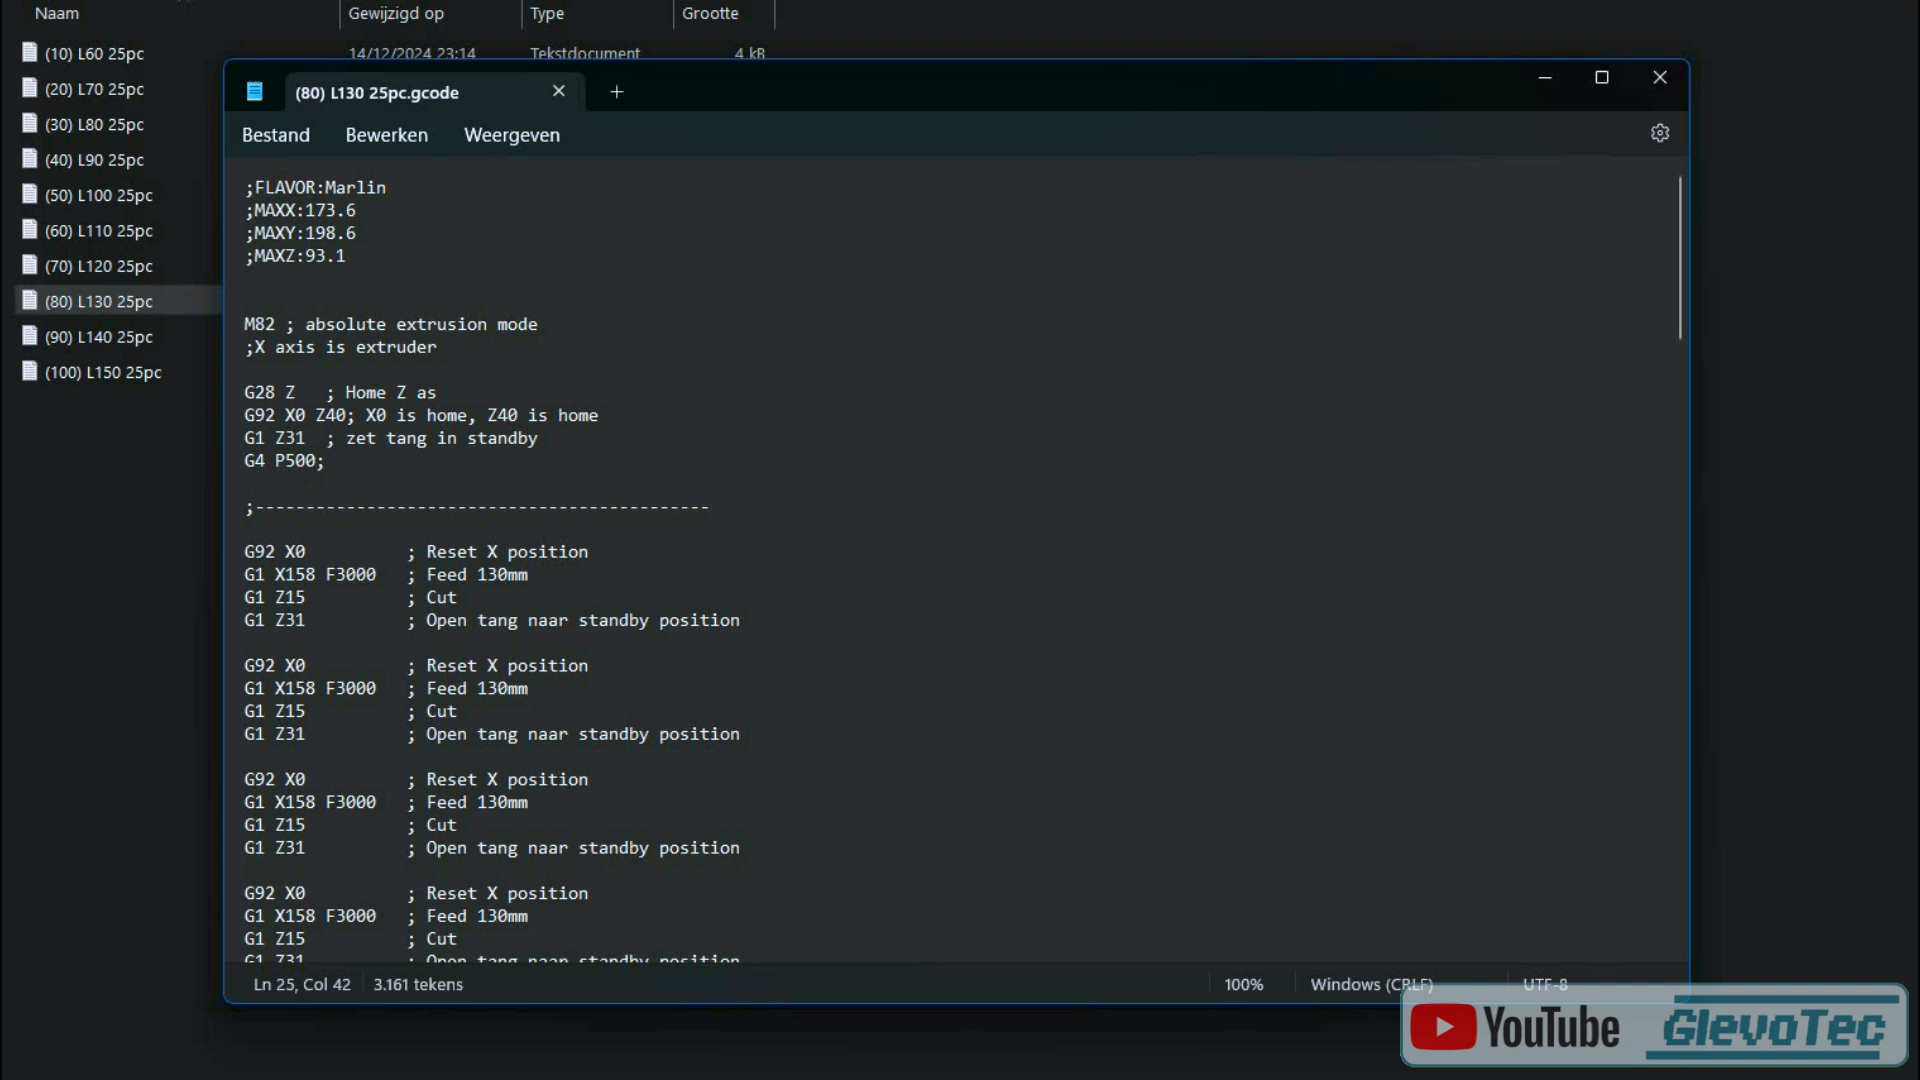 Naam Gewijzigd op Type Grootte
(10) L60 25pc 14/12/2024 23:14 Tekstdocument 4 kB
(20) L70 25pc
(30) L80 25pc
(40) L90 25pc
(50) L100 25pc
(60) L110 25pc
(70) L120 25pc
(80) L130 25pc
(90) L140 25pc
(100) L150 25pc
(80) L130 25pc.gcode
Bestand Bewerken Weergeven
;FLAVOR:Marlin
;MAXX:173.6
;MAXY:198.6
;MAXZ:93.1
M82 ; absolute extrusion mode
;X axis is extruder
G28 Z ; Home Z as
G92 X0 Z40; X0 is home, Z40 is home
G1 Z31 ; zet tang in standby
G4 P500;
;---------------------------------------------
G92 X0 ; Reset X position
G1 X158 F3000 ; Feed 130mm
G1 Z15 ; Cut
G1 Z31 ; Open tang naar standby position
G92 X0 ; Reset X position
G1 X158 F3000 ; Feed 130mm
G1 Z15 ; Cut
G1 Z31 ; Open tang naar standby position
G92 X0 ; Reset X position
G1 X158 F3000 ; Feed 130mm
G1 Z15 ; Cut
G1 Z31 ; Open tang naar standby position
G92 X0 ; Reset X position
G1 X158 F3000 ; Feed 130mm
G1 Z15 ; Cut
G1 Z31 ; Open tang naar standby position
Ln 25, Col 42 3.161 tekens 100% Windows (CRLF) UTF-8
YouTube GlevoTec